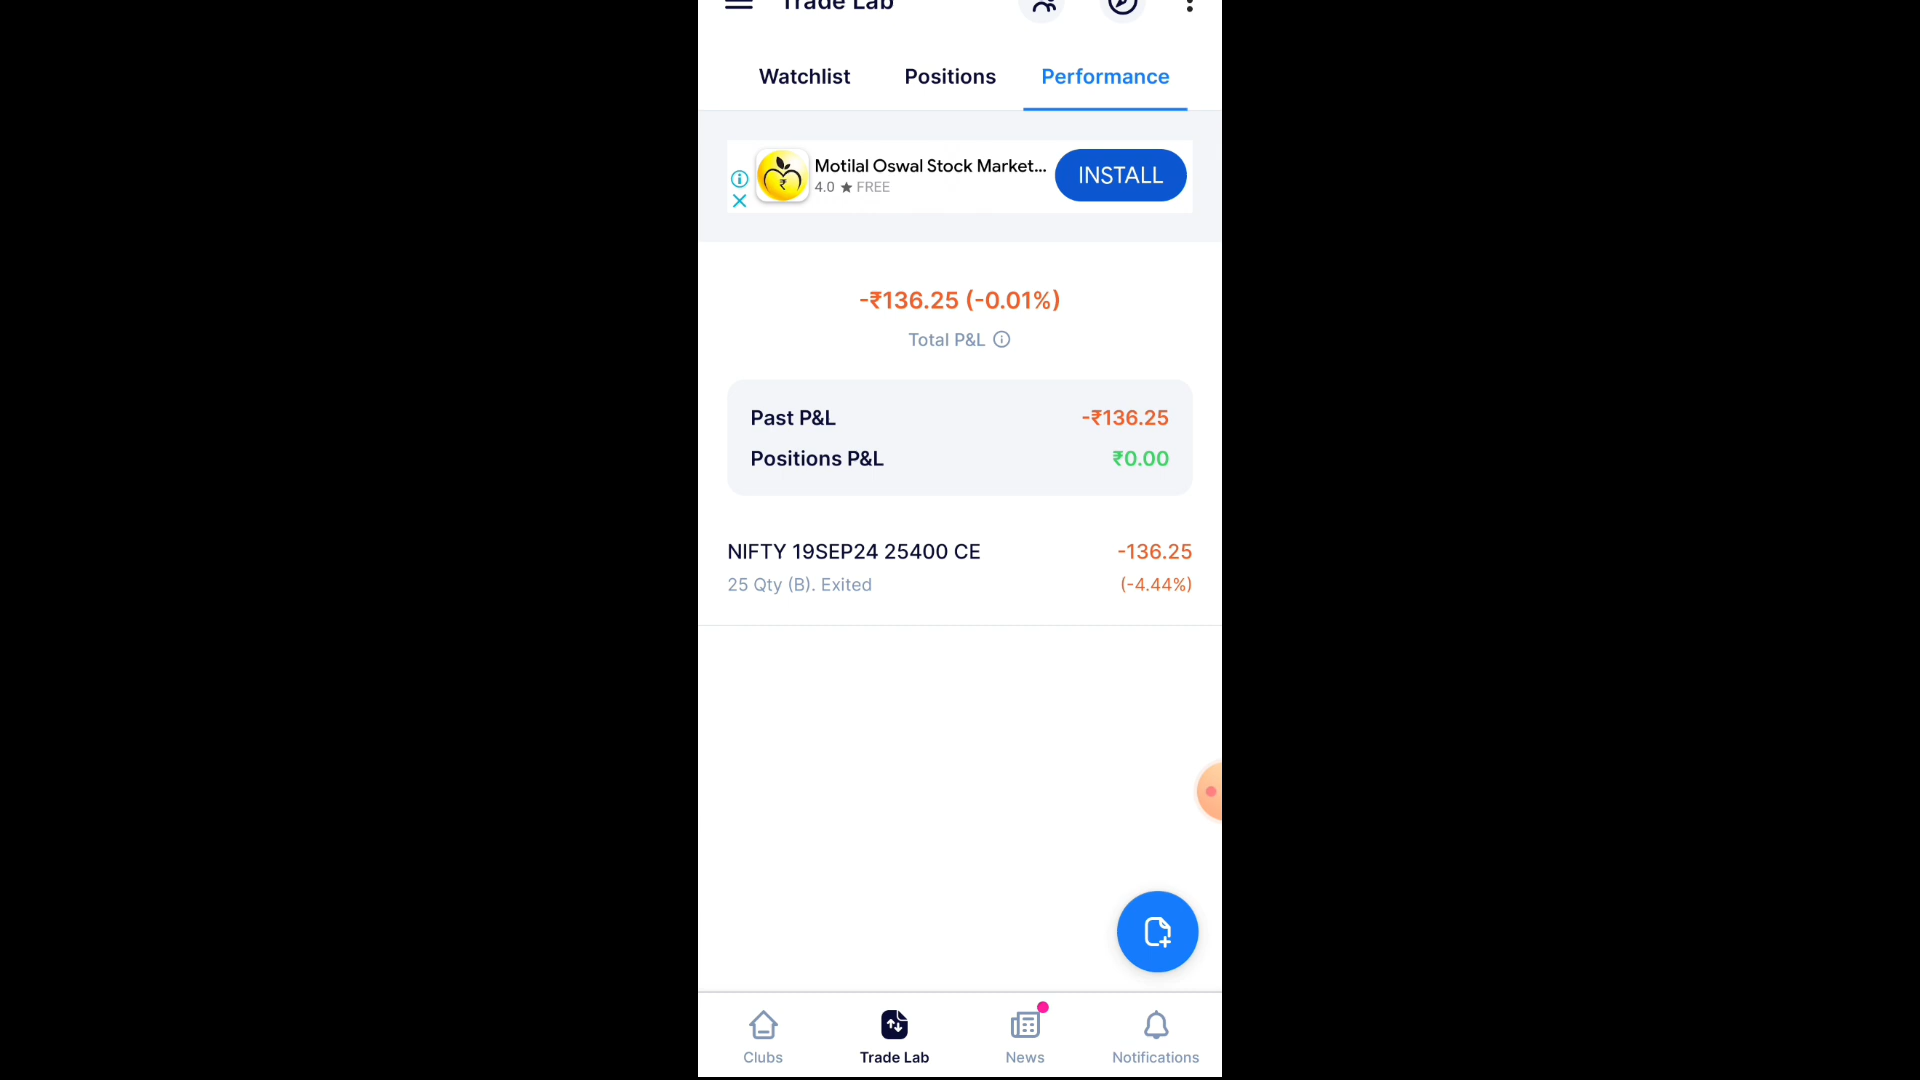 Trade Lab
Watchlist Positions Performance
Motilal Oswal Stock Market...
4.0 ★ FREE
INSTALL
-₹136.25 (-0.01%)
Total P&L
Past P&L -₹136.25
Positions P&L ₹0.00
NIFTY 19SEP24 25400 CE -136.25
25 Qty (B). Exited (-4.44%)
Clubs Trade Lab News Notifications